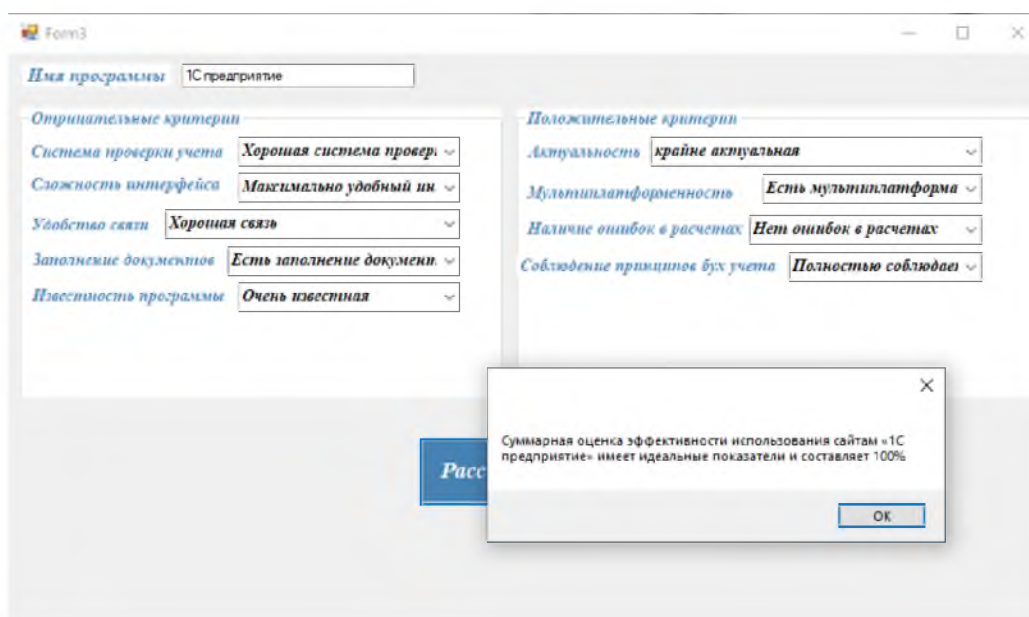 Form3
Имя программы 1С предприятие
Отрицательные критерии
Система проверки учета Хорошая система провер
Сложность интерфейса Максимально удобный ин
Удобство связи Хорошая связь
Заполнение документов Есть заполнение документ
Известность программы Очень известная
Положительные критерии
Актуальность крайне актуальная
Мультиплатформенность Есть мультиплатформа
Наличие ошибок в расчетах Нет ошибок в расчетах
Соблюдение принципов бух учета Полностью соблюдает
Расс
Суммарная оценка эффективности использования сайтам «1С
предприятие» имеет идеальные показатели и составляет 100%
ОК